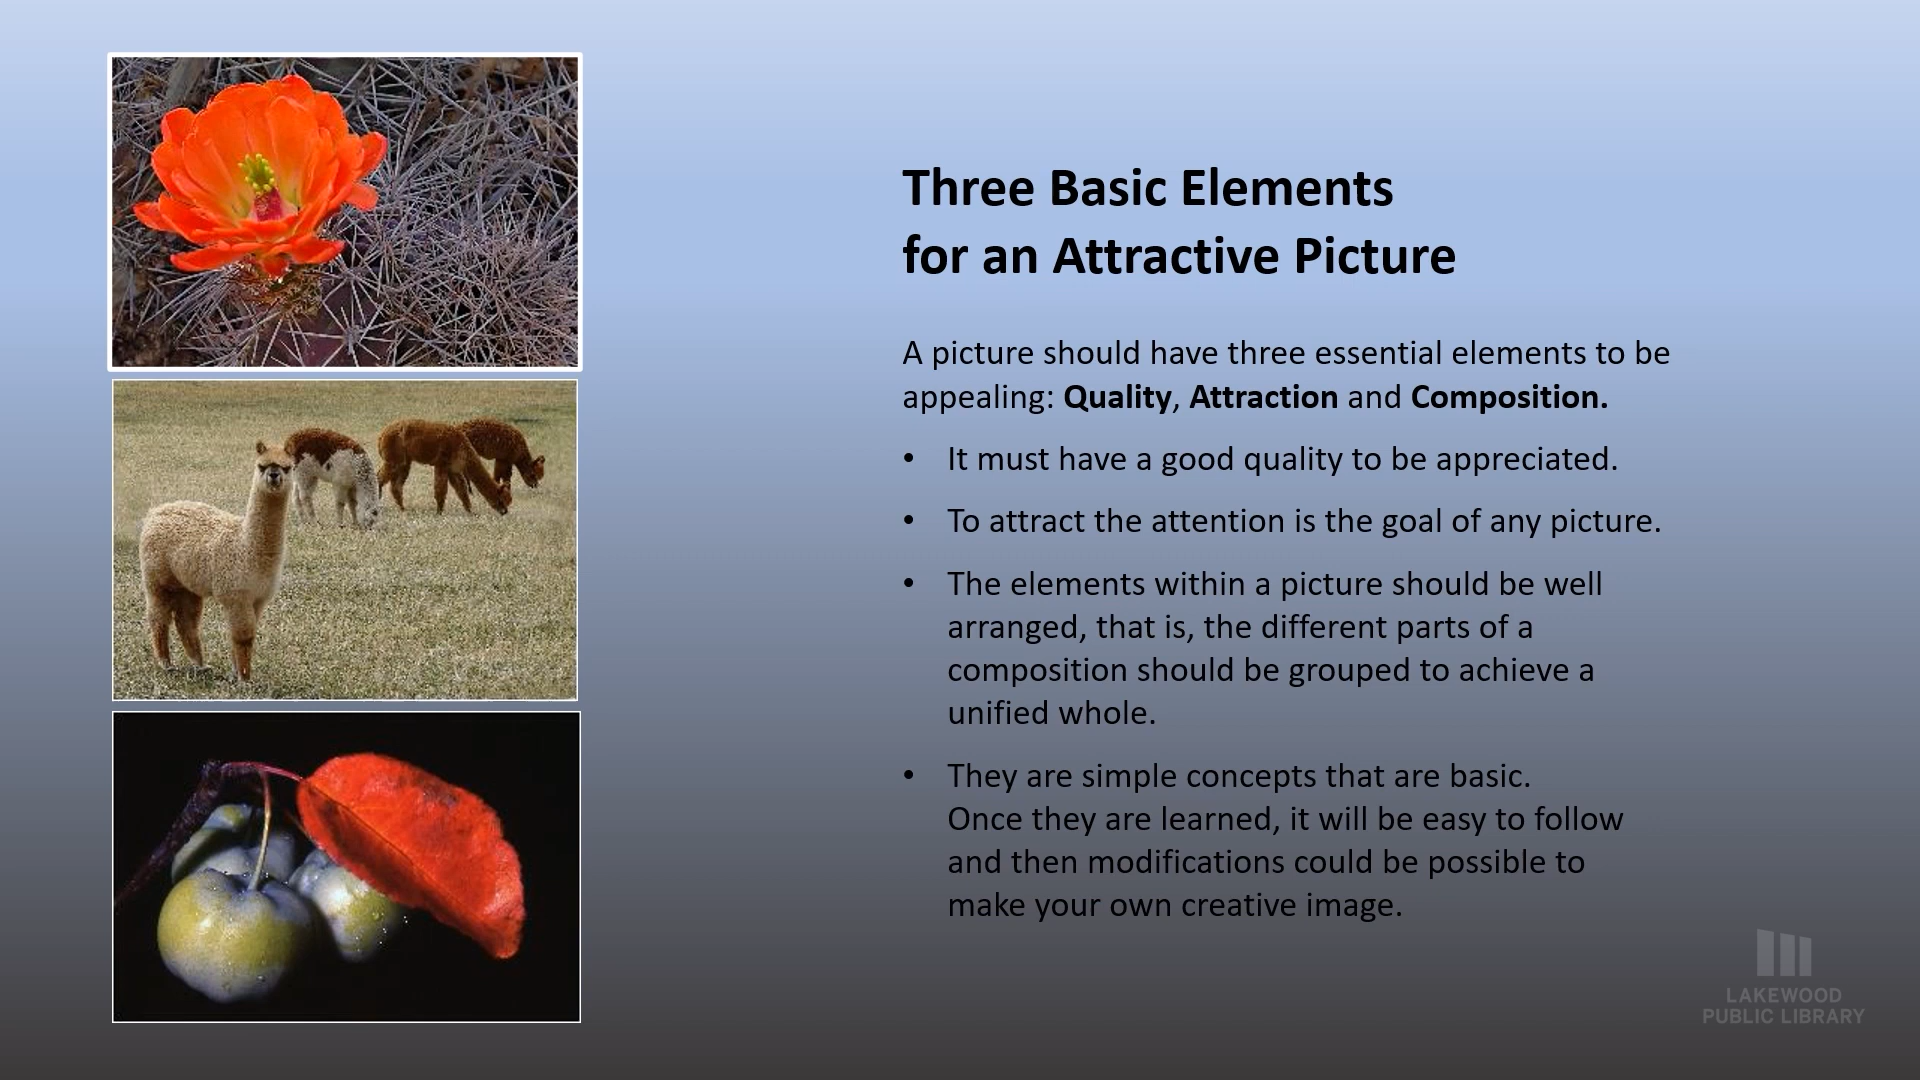 Three Basic Elements
for an Attractive Picture
A picture should have three essential elements to be
appealing: Quality, Attraction and Composition.
• It must have a good quality to be appreciated.
• To attract the attention is the goal of any picture.
• The elements within a picture should be well
arranged, that is, the different parts of a
composition should be grouped to achieve a
unified whole.
• They are simple concepts that are basic.
Once they are learned, it will be easy to follow
and then modifications could be possible to
make your own creative image.
LAKEWOOD
PUBLIC LIBRARY